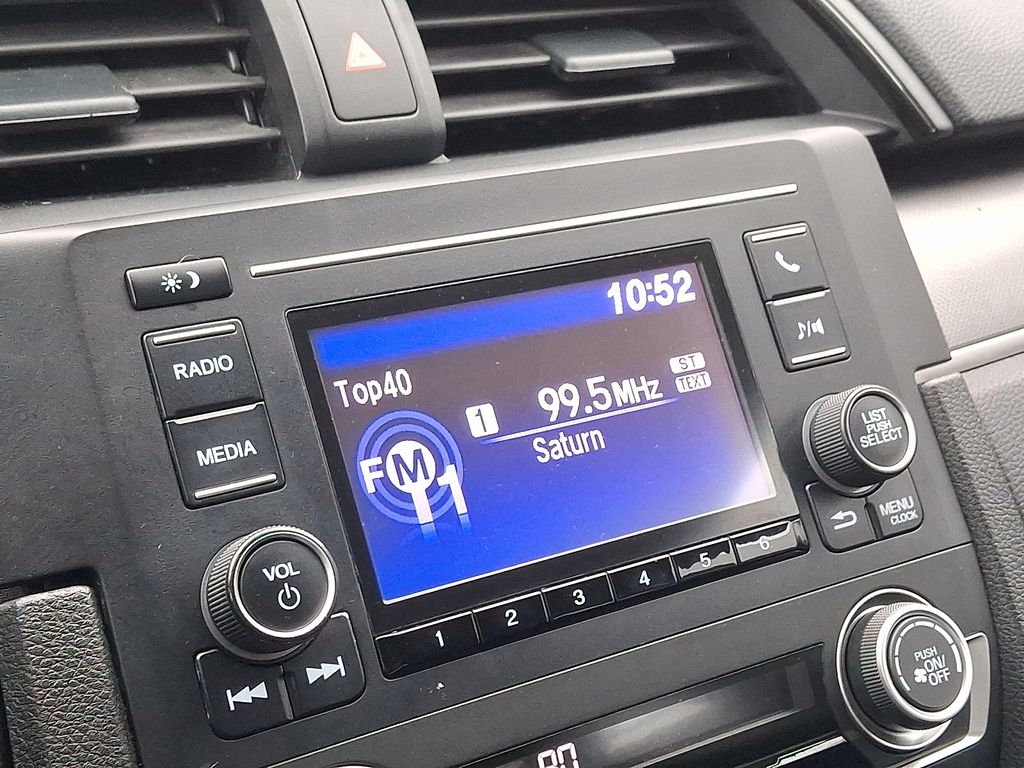 10:52
RADIO
Top40
1 99.5MHz ST
TEXT
Saturn
MEDIA
FM1
LIST
PUSH
SELECT
MENU
CLOCK
VOL
1 2 3 4 5 6
PUSH
ON/
OFF
80